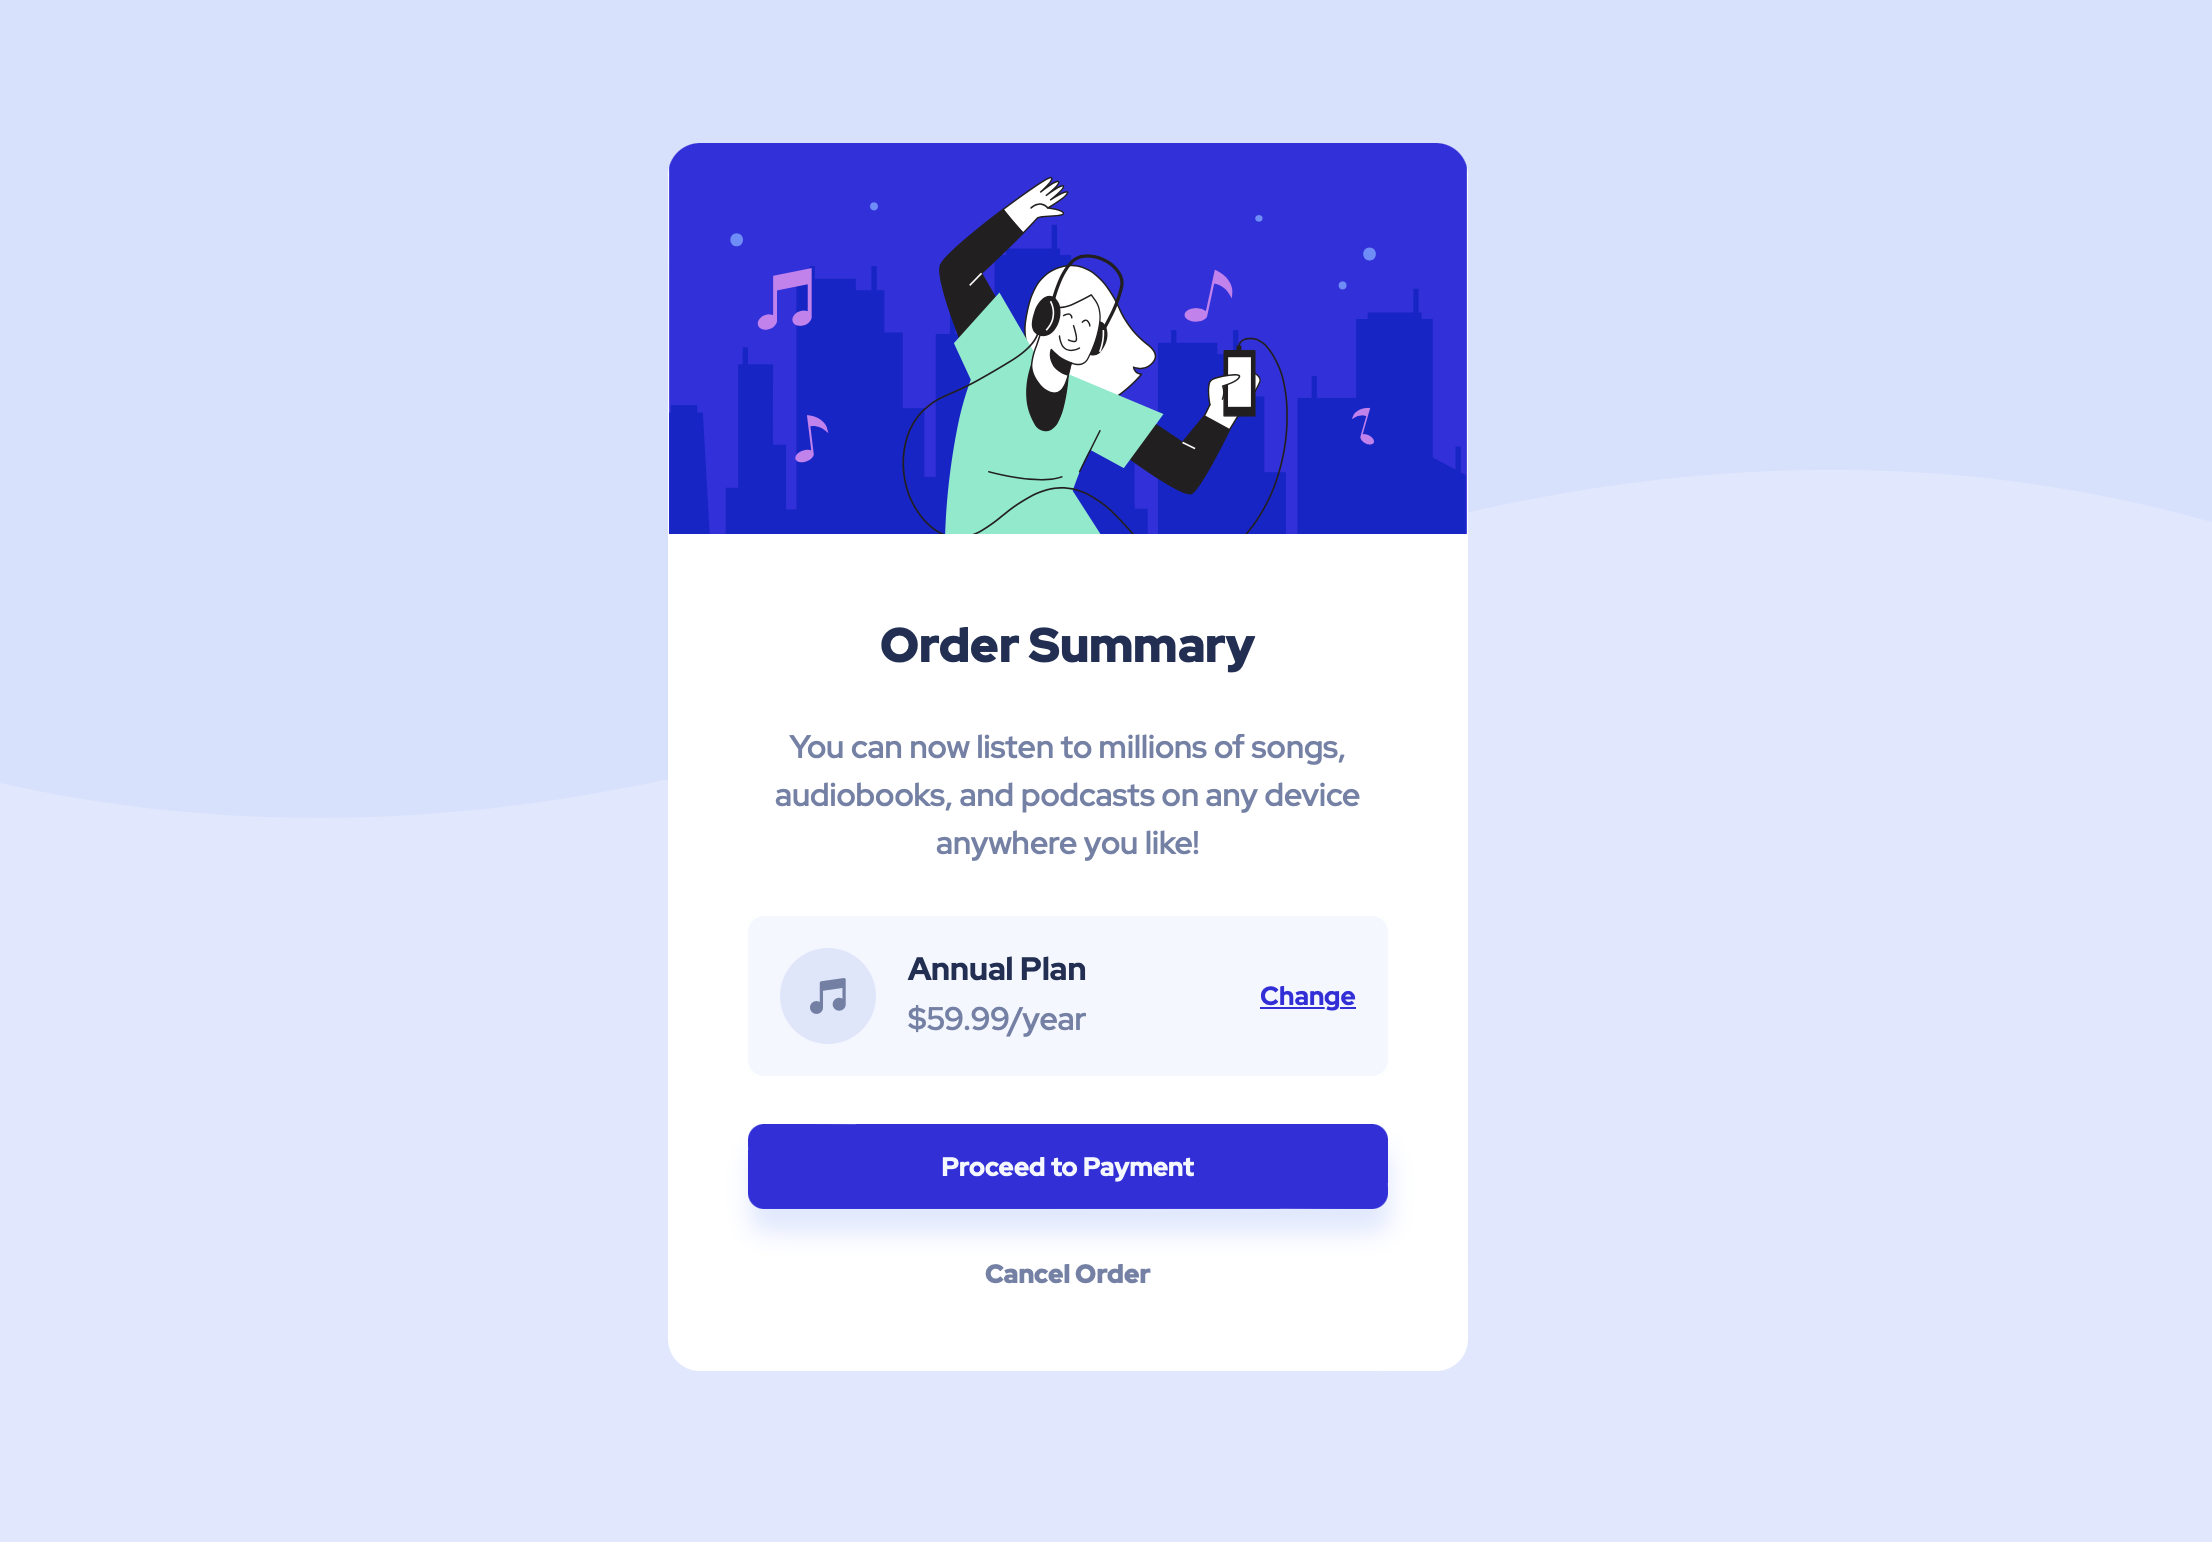 Order Summary
You can now listen to millions of songs,
audiobooks, and podcasts on any device
anywhere you like!
Annual Plan
$59.99/year
Change
Proceed to Payment
Cancel Order